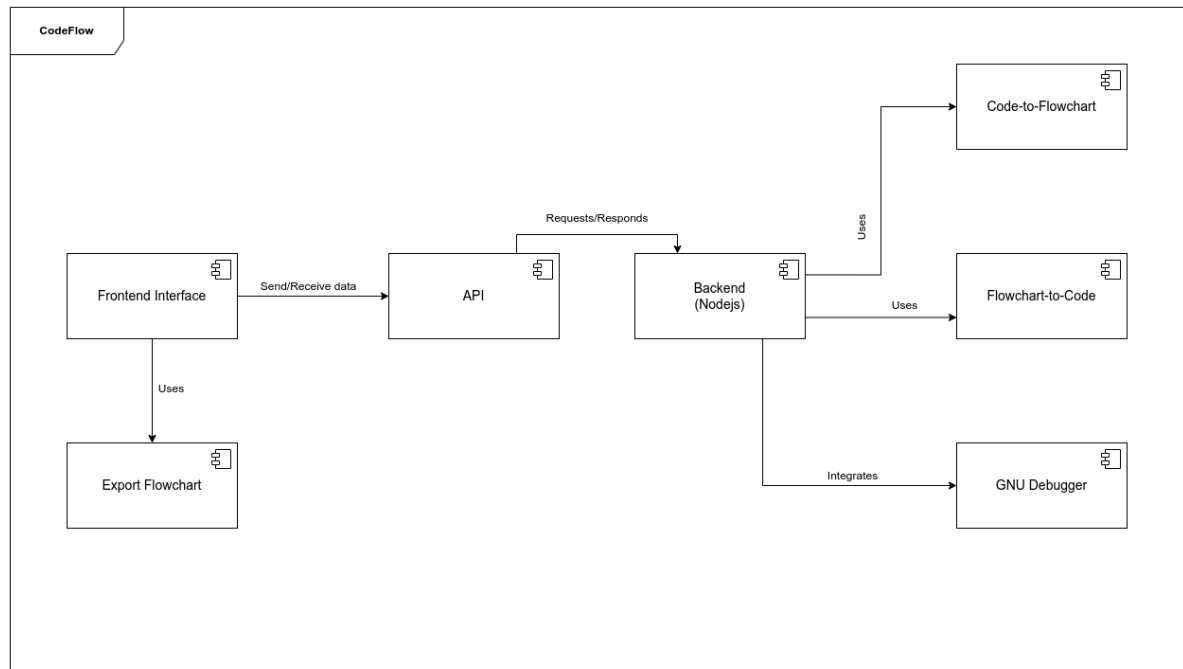 CodeFlow
Code-to-Flowchart
Uses
Requests/Responds
Frontend Interface
Send/Receive data
API
Backend
(Nodejs)
Uses
Flowchart-to-Code
Uses
Export Flowchart
Integrates
GNU Debugger